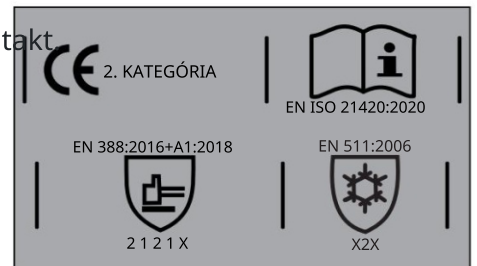 takt.
CE 2. KATEGÓRIA
i
EN ISO 21420:2020
EN 388:2016+A1:2018
2 1 2 1 X
EN 511:2006
X2X